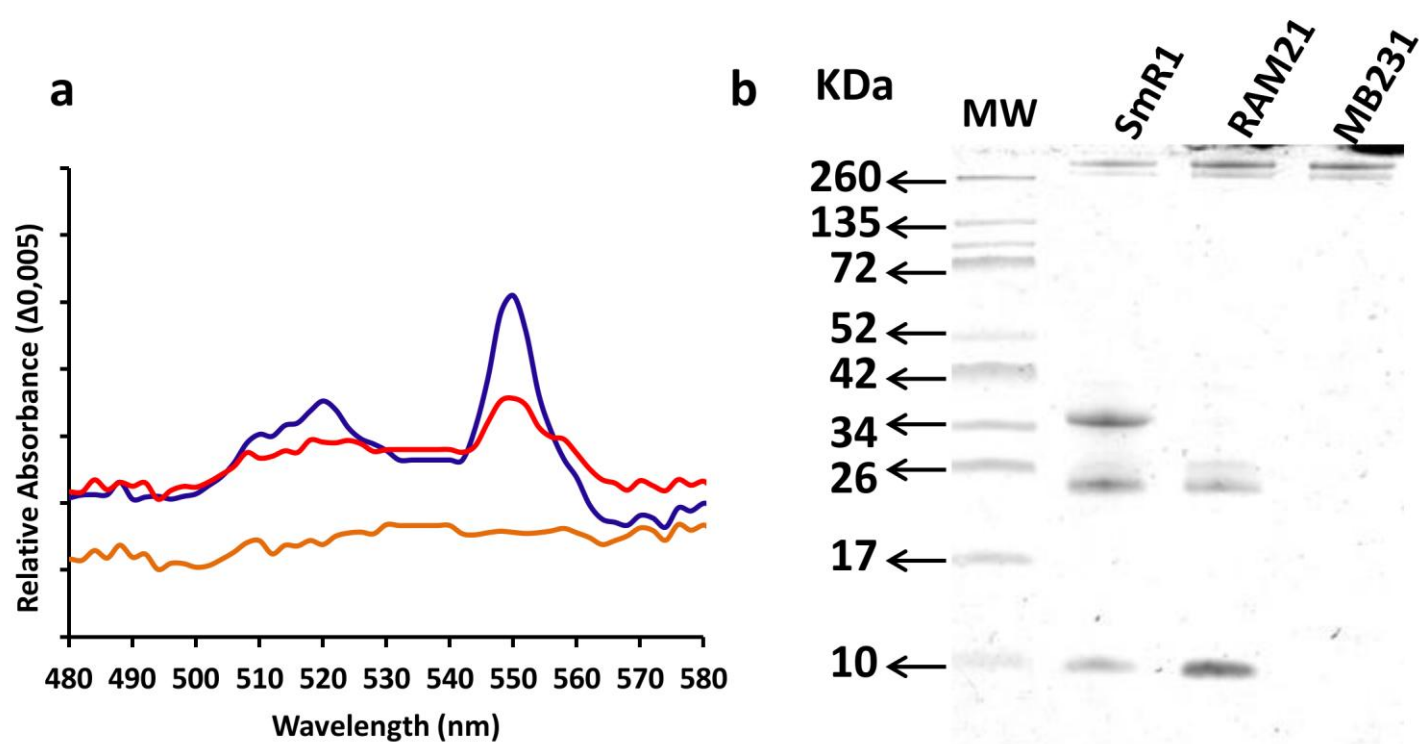 a
Relative Absorbance (Δ0,005)
480 490 500 510 520 530 540 550 560 570 580
Wavelength (nm)
b
KDa
MW
SmR1
RAM21
MB231
260
135
72
52
42
34
26
17
10